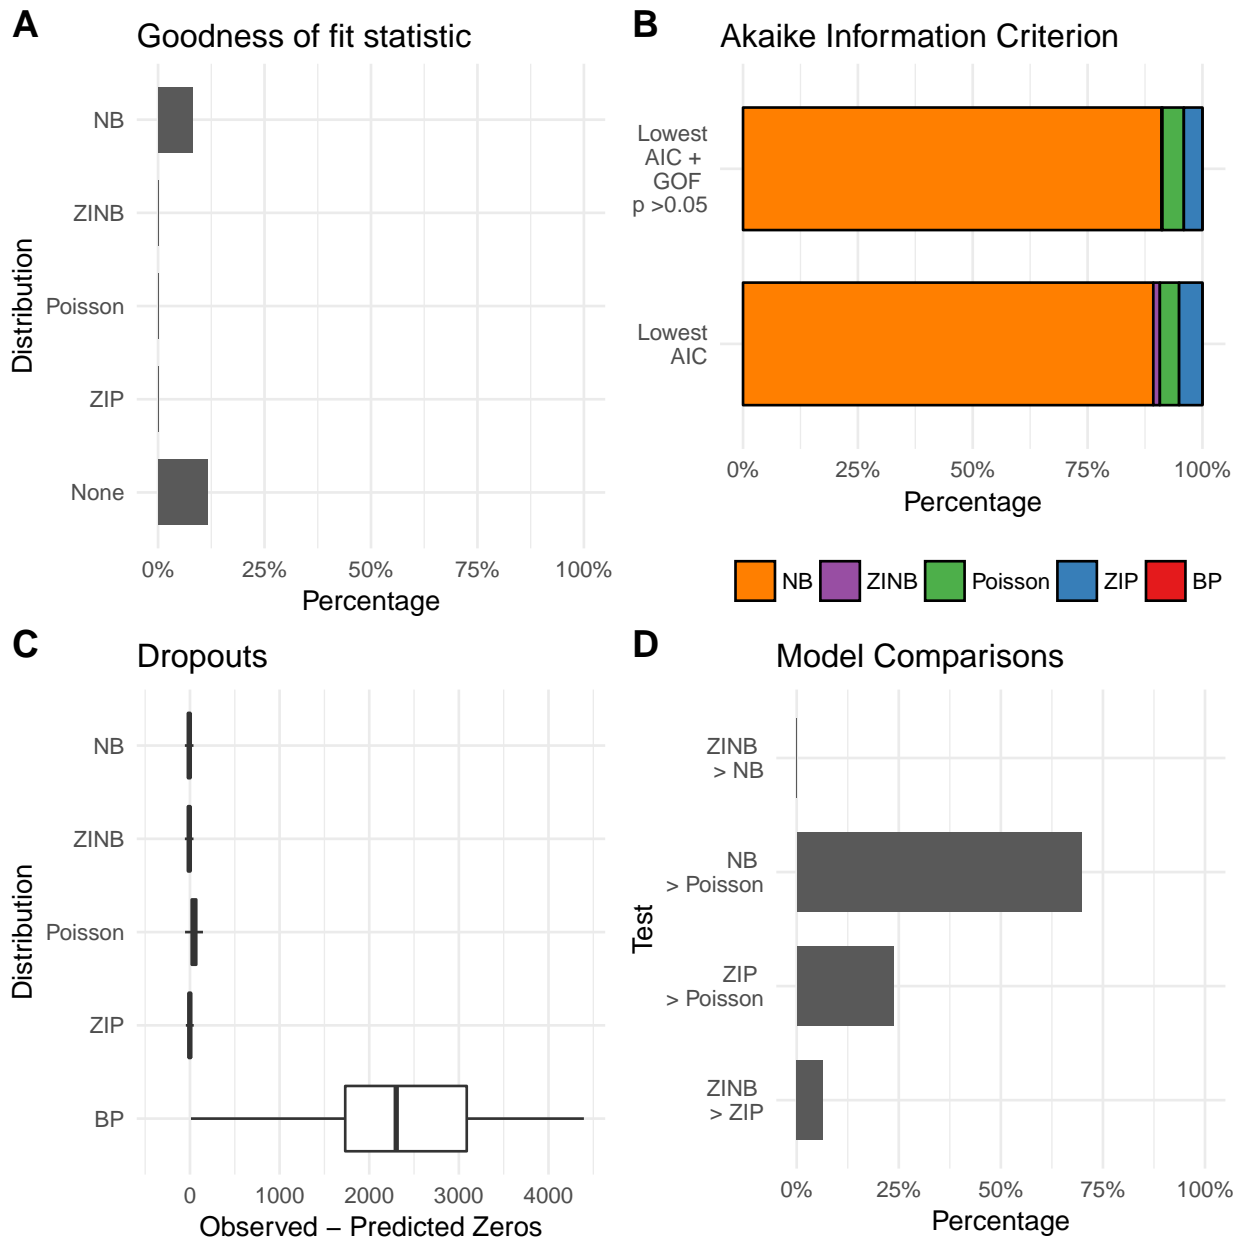 A
Goodness of fit statistic
Distribution
NB
ZINB
Poisson
ZIP
None
0% 25% 50% 75% 100%
Percentage
B
Akaike Information Criterion
Lowest
AIC +
GOF
p >0.05
Lowest
AIC
0% 25% 50% 75% 100%
Percentage
NB ZINB Poisson ZIP BP
C
Dropouts
Distribution
NB
ZINB
Poisson
ZIP
BP
0 1000 2000 3000 4000
Observed − Predicted Zeros
D
Model Comparisons
Test
ZINB
> NB
NB
> Poisson
ZIP
> Poisson
ZINB
> ZIP
0% 25% 50% 75% 100%
Percentage